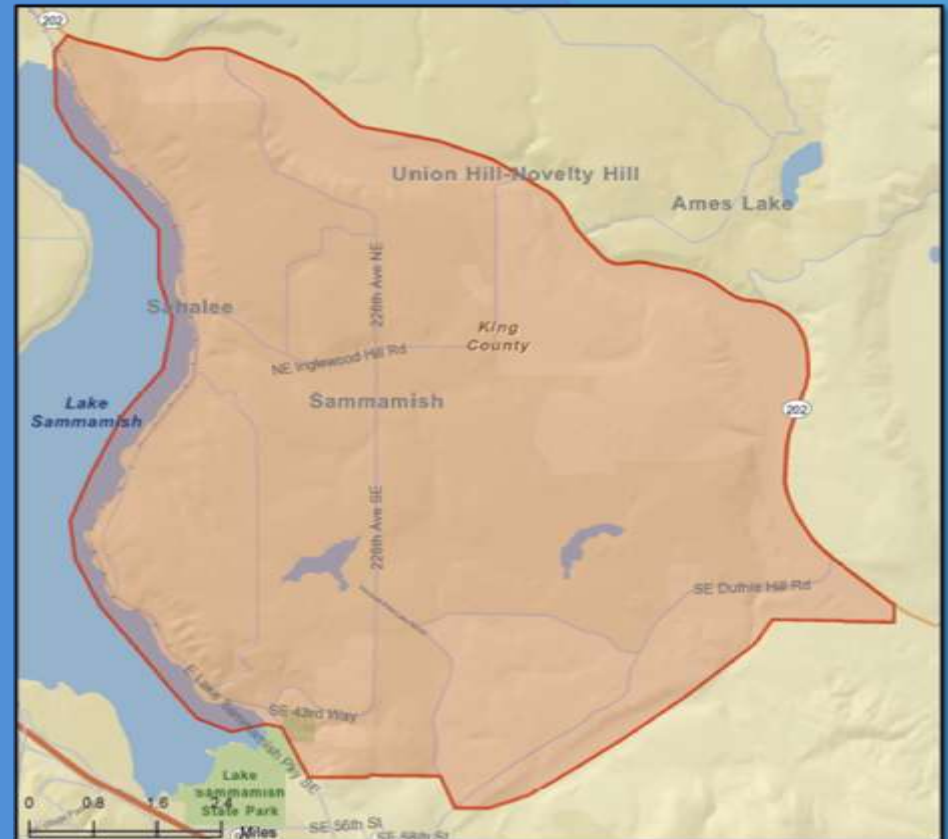 202
Union Hill-Novelty Hill
Ames Lake
Sahalee
228th Ave NE
King
County
NE Inglewood Hill Rd
Lake
Sammamish
Sammamish
202
228th Ave SE
SE Duthie Hill Rd
E Lake Sammamish Pky SE
SE 43rd Way
Lake
Sammamish
State Park
0 0.8 1.6 2.4
Miles
SE 56th St